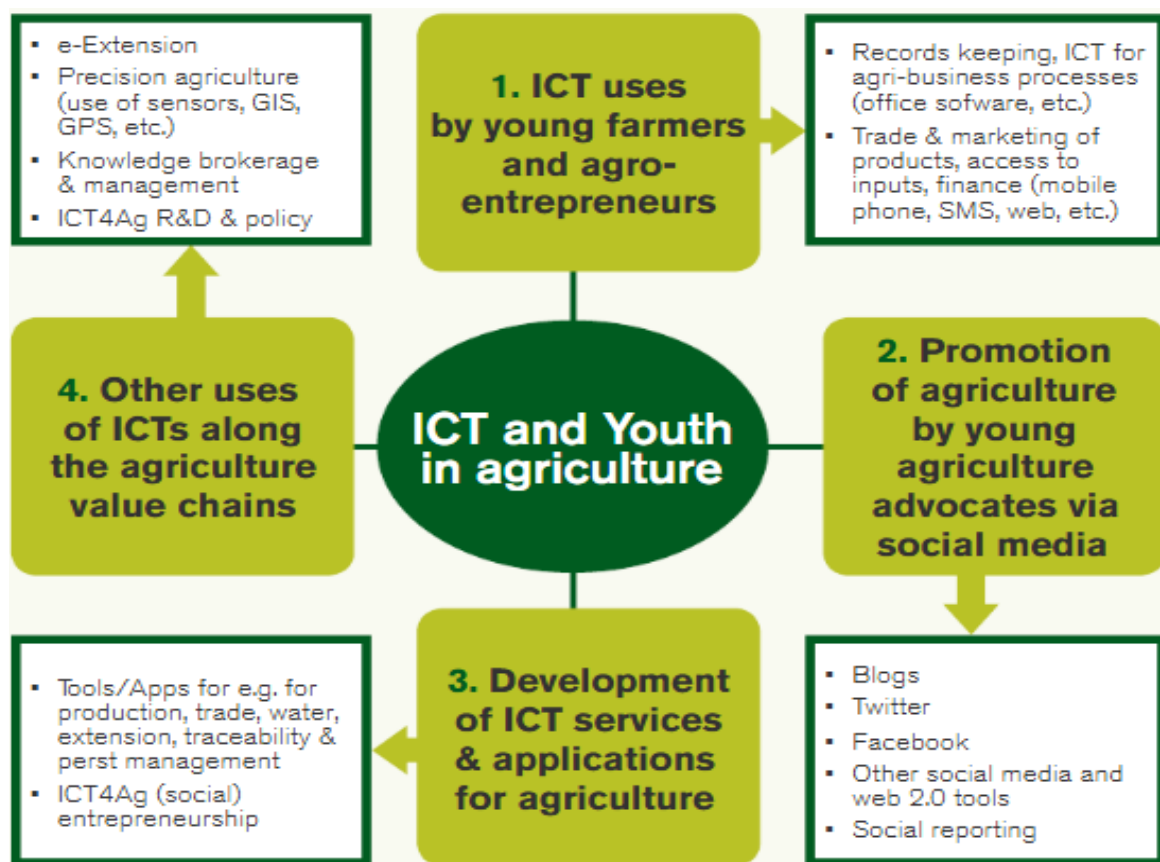 ICT and Youth
in agriculture
1. ICT uses
by young farmers
and agro-
entrepreneurs
▪ Records keeping, ICT for
agri-business processes
(office sofware, etc.)
▪ Trade & marketing of
products, access to
inputs, finance (mobile
phone, SMS, web, etc.)
2. Promotion
of agriculture
by young
agriculture
advocates via
social media
▪ Blogs
▪ Twitter
▪ Facebook
▪ Other social media and
web 2.0 tools
▪ Social reporting
3. Development
of ICT services
& applications
for agriculture
▪ Tools/Apps for e.g. for
production, trade, water,
extension, traceability &
perst management
▪ ICT4Ag (social)
entrepreneurship
4. Other uses
of ICTs along
the agriculture
value chains
▪ e-Extension
▪ Precision agriculture
(use of sensors, GIS,
GPS, etc.)
▪ Knowledge brokerage
& management
▪ ICT4Ag R&D & policy